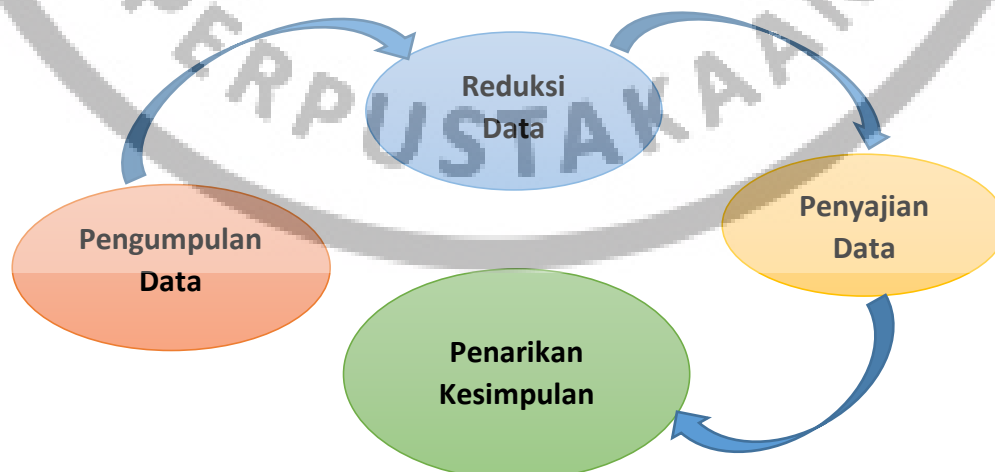 PERPUSTAKAAN
Reduksi
Data
Pengumpulan
Data
Penyajian
Data
Penarikan
Kesimpulan